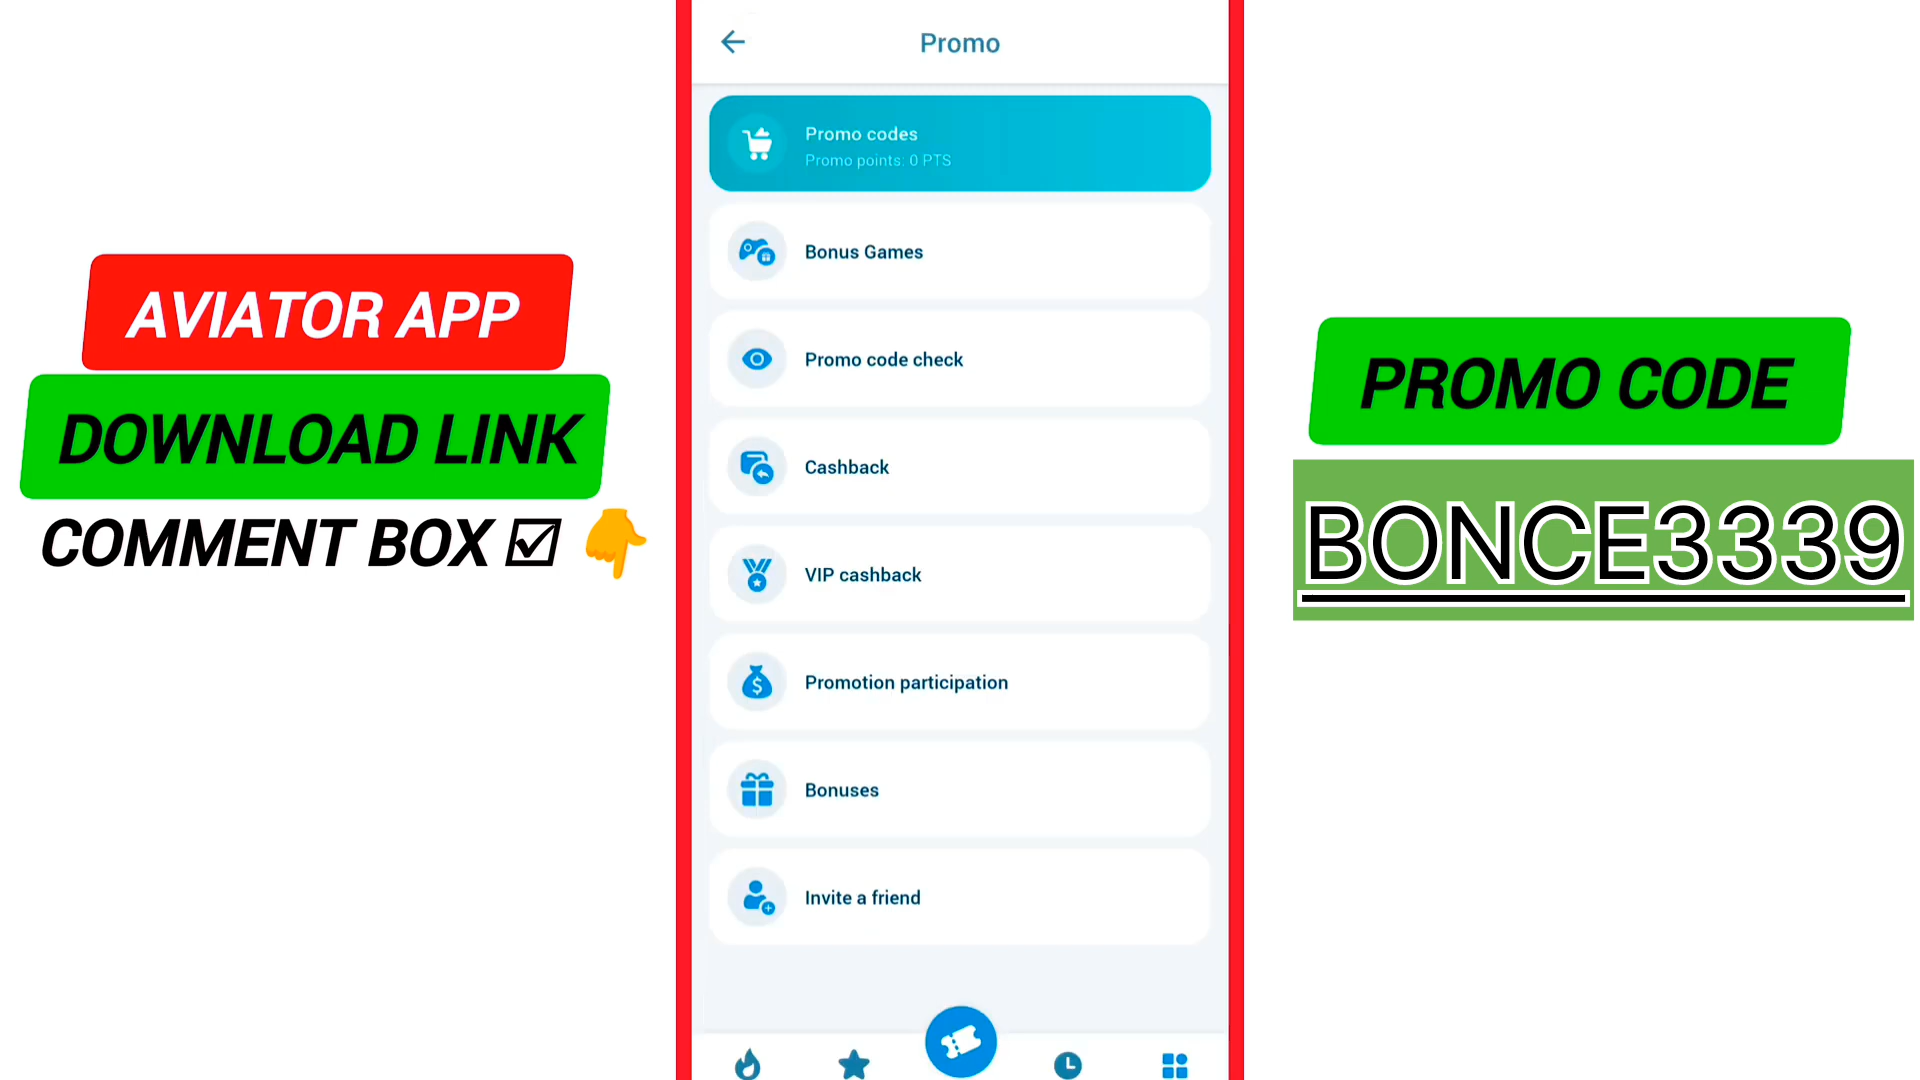 AVIATOR APP
DOWNLOAD LINK
COMMENT BOX ☑ 👇
Promo
Promo codes
Promo points: 0 PTS
Bonus Games
Promo code check
Cashback
VIP cashback
Promotion participation
Bonuses
Invite a friend
PROMO CODE
BONCE3339